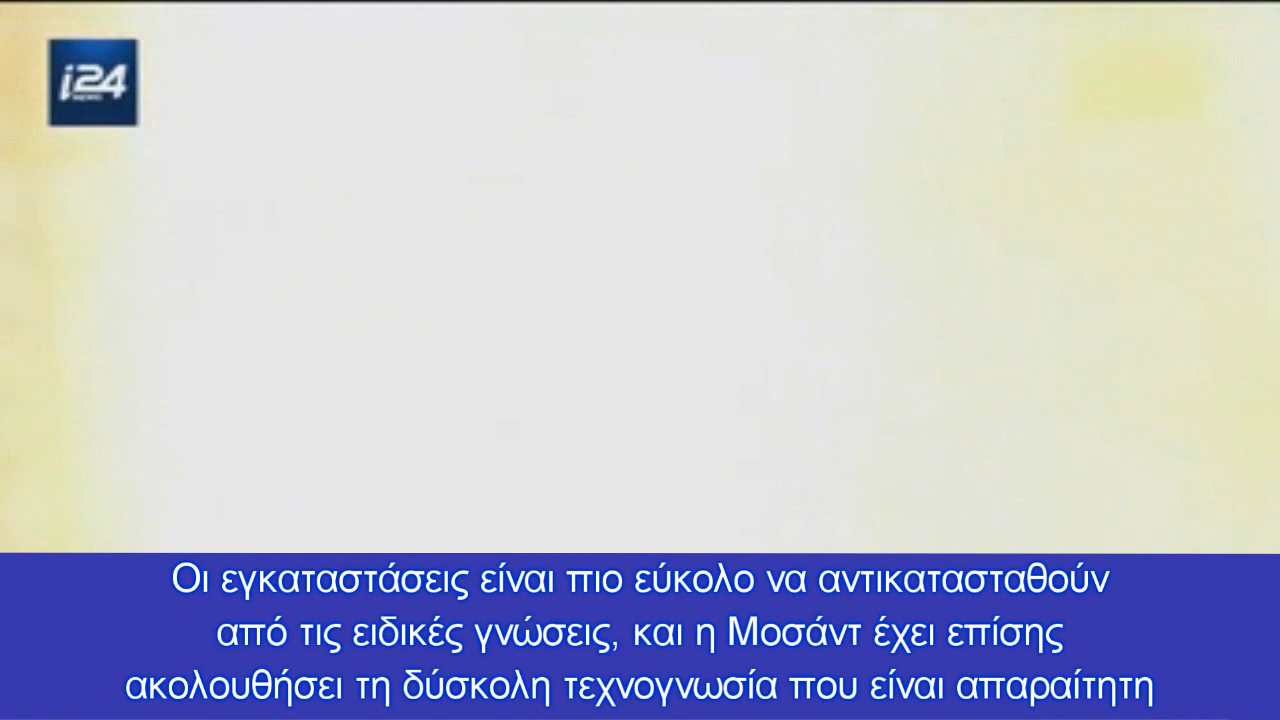 i24
NEWS
Οι εγκαταστάσεις είναι πιο εύκολο να αντικατασταθούν
από τις ειδικές γνώσεις, και η Μοσάντ έχει επίσης
ακολουθήσει τη δύσκολη τεχνογνωσία που είναι απαραίτητη